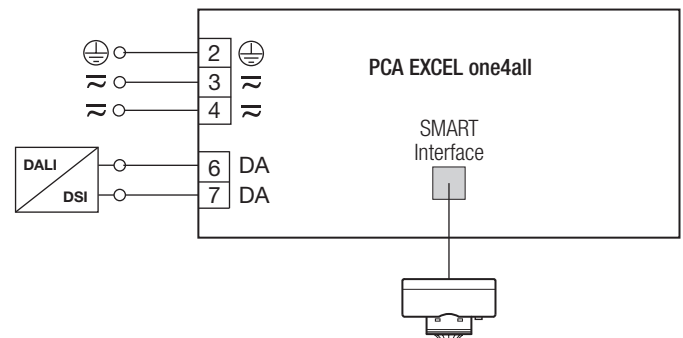 PCA EXCEL one4all
SMART
Interface
2
3
4
DALI
DSI
6 DA
7 DA